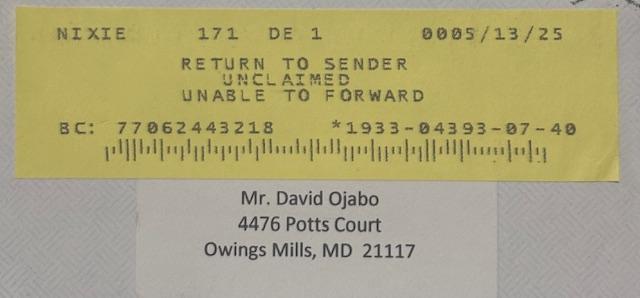 NIXIE 171 DE 1 0005/13/25
RETURN TO SENDER
UNCLAIMED
UNABLE TO FORWARD
BC: 77062443218 *1933-04393-07-40
Mr. David Ojabo
4476 Potts Court
Owings Mills, MD 21117